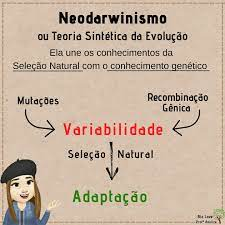 Neodarwinismo
ou Teoria Sintética da Evolução
Ela une os conhecimentos da
Seleção Natural com o conhecimento genético
Mutações
Recombinação
Gênica
Variabilidade
Seleção Natural
Adaptação